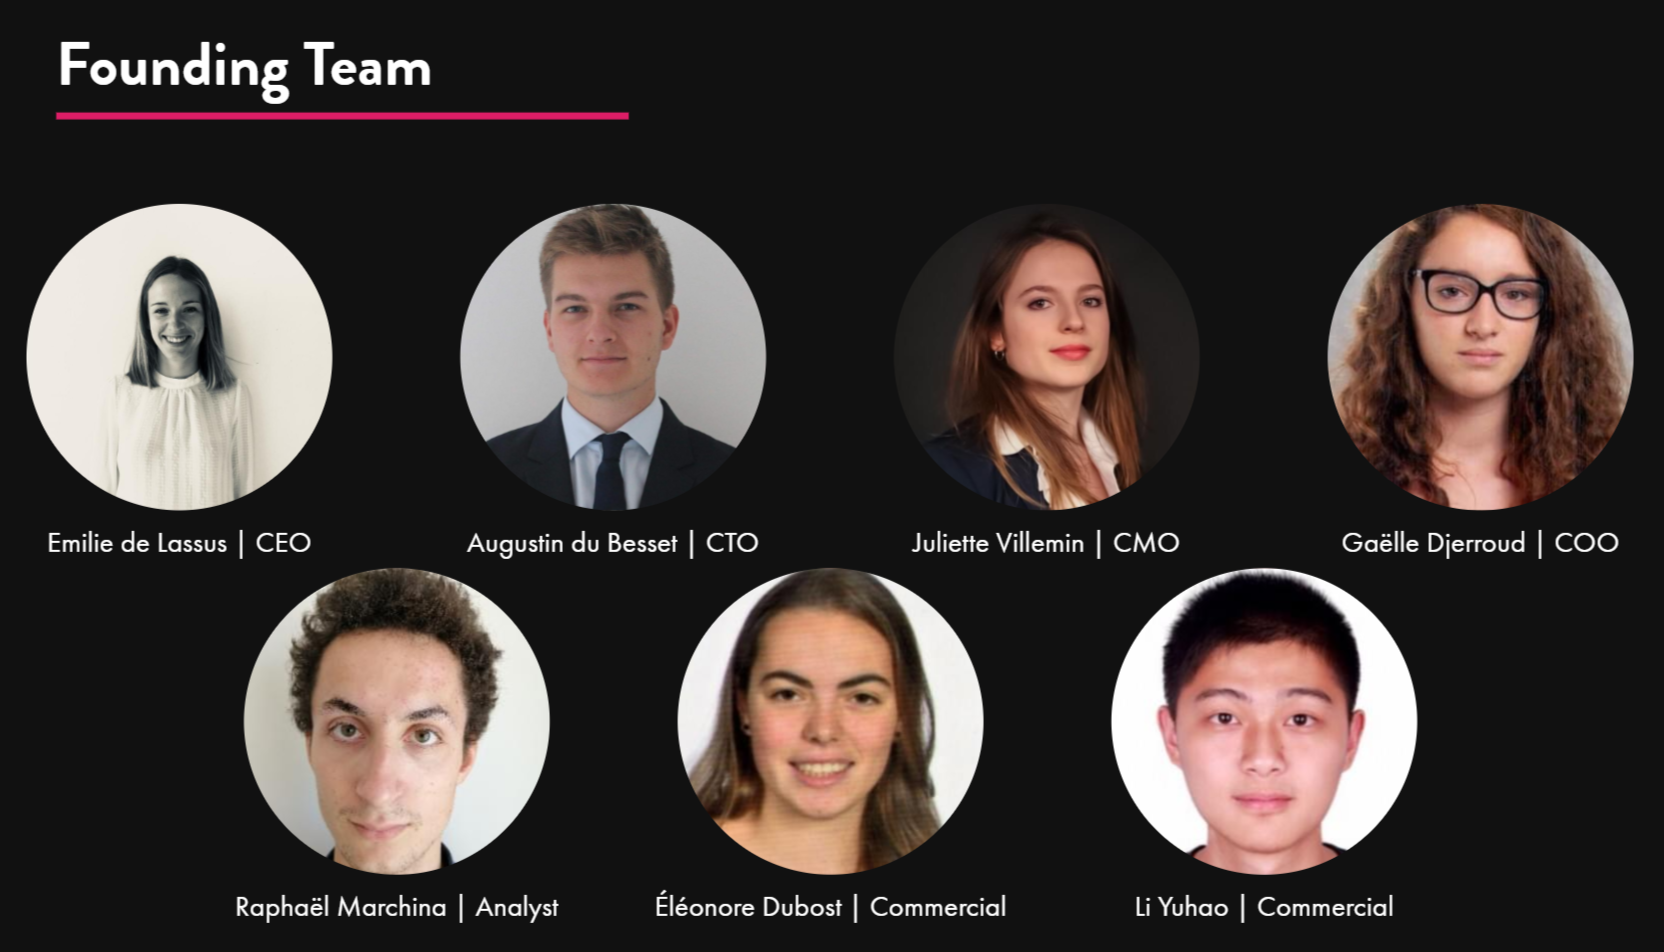 Founding Team
Emilie de Lassus | CEO
Augustin du Besset | CTO
Juliette Villemin | CMO
Gaëlle Djerroud | COO
Raphaël Marchina | Analyst
Éléonore Dubost | Commercial
Li Yuhao | Commercial